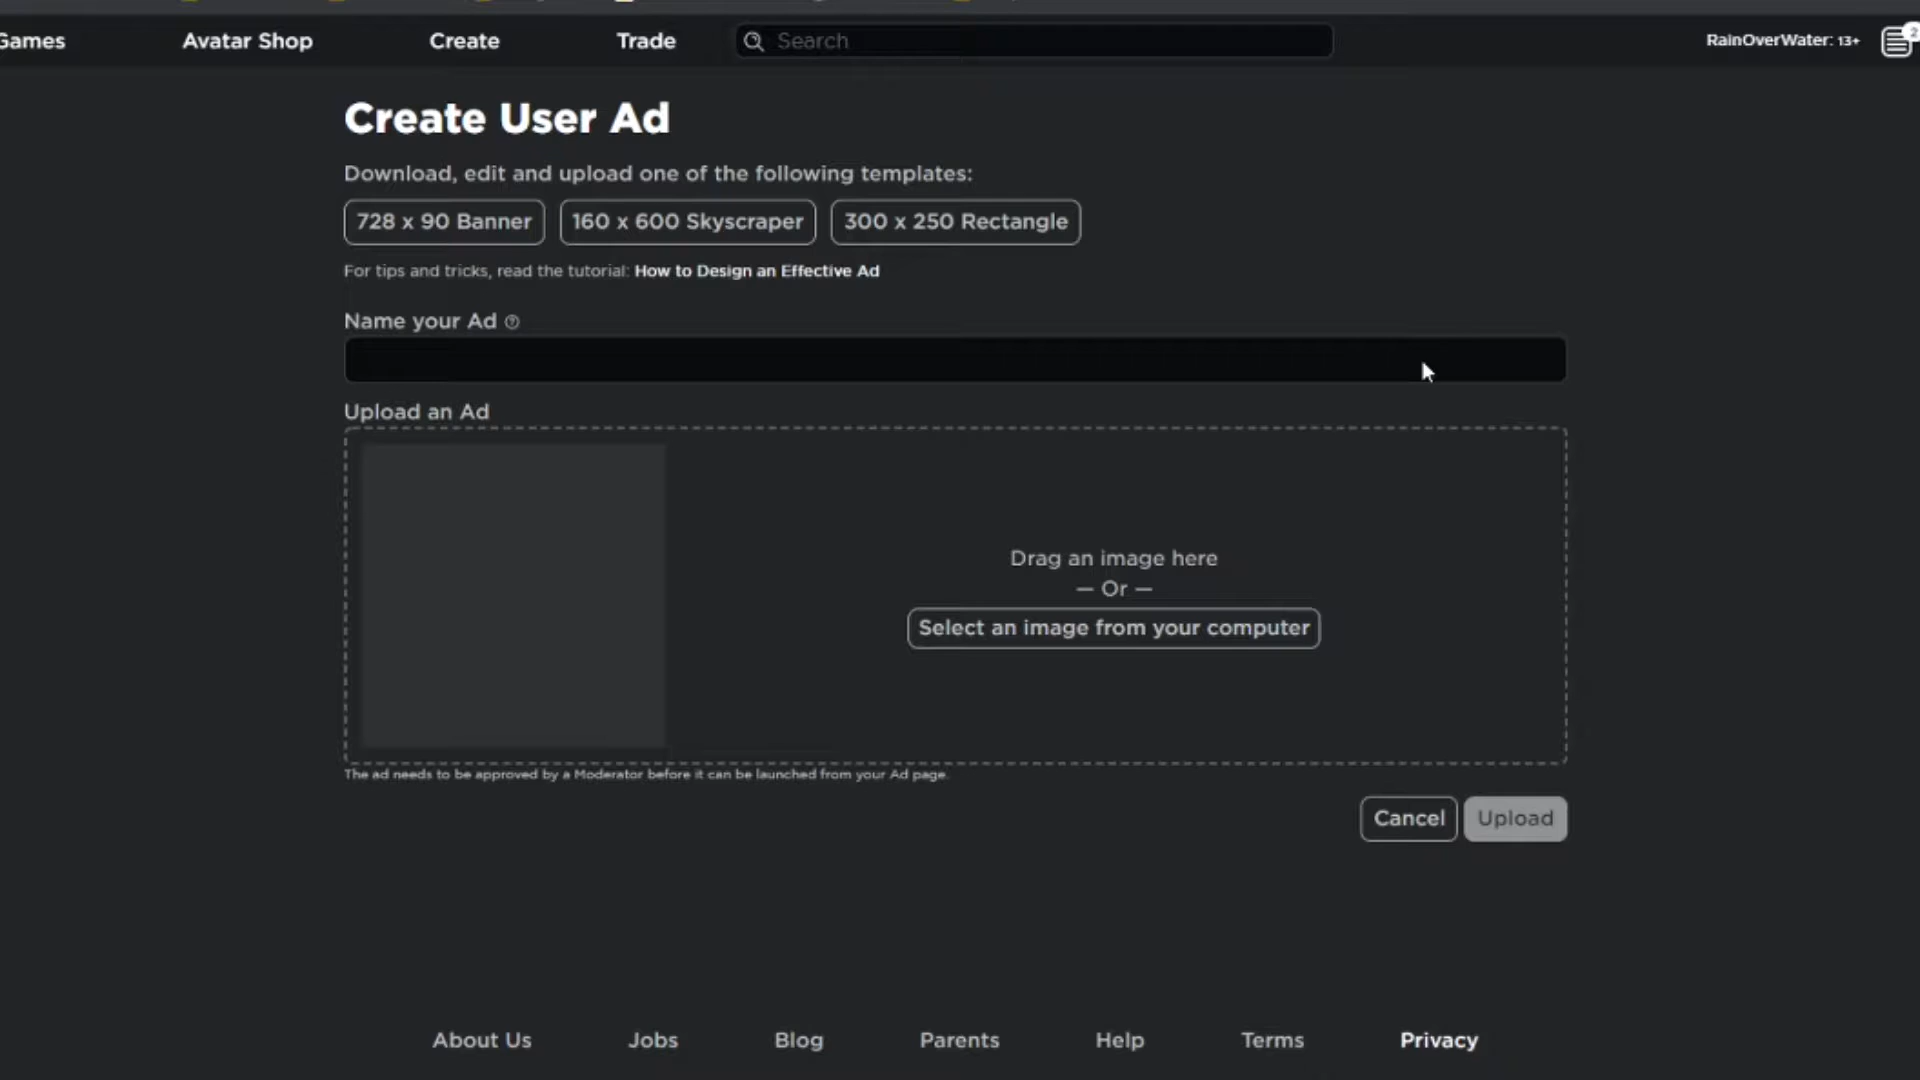 Games Avatar Shop Create Trade Search RainOverWater: 13+ 2
Create User Ad
Download, edit and upload one of the following templates:
728 x 90 Banner 160 x 600 Skyscraper 300 x 250 Rectangle
For tips and tricks, read the tutorial: How to Design an Effective Ad
Name your Ad ?
Upload an Ad
Drag an image here
— Or —
Select an image from your computer
The ad needs to be approved by a Moderator before it can be launched from your Ad page.
Cancel Upload
About Us Jobs Blog Parents Help Terms Privacy